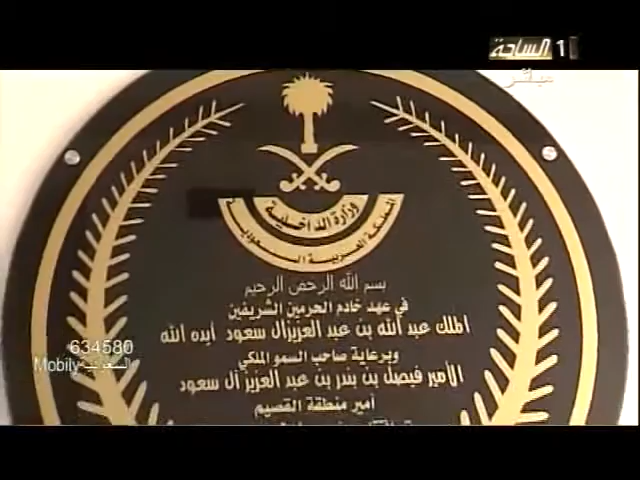 الساحة 1
مباشر
وزارة الداخلية
المملكة العربية السعودية
بسم الله الرحمن الرحيم
في عهد خادم الحرمين الشريفين
الملك عبد الله بن عبد العزيز آل سعود أيده الله
وبرعاية صاحب السمو الملكي
الأمير فيصل بن بندر بن عبد العزيز آل سعود
أمير منطقة القصيم
634580
السعودية Mobily